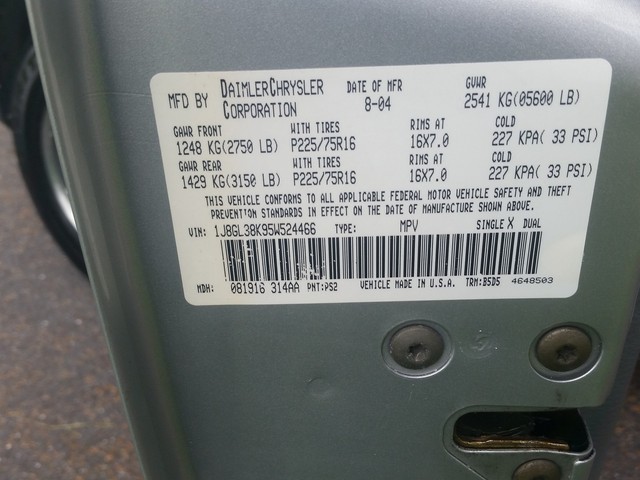 MFD BY DAIMLERCHRYSLER CORPORATION DATE OF MFR 8-04 GVWR 2541 KG(05600 LB)
GAWR FRONT WITH TIRES RIMS AT COLD
1248 KG(2750 LB) P225/75R16 16X7.0 227 KPA( 33 PSI)
GAWR REAR WITH TIRES RIMS AT COLD
1429 KG(3150 LB) P225/75R16 16X7.0 227 KPA( 33 PSI)
THIS VEHICLE CONFORMS TO ALL APPLICABLE FEDERAL MOTOR VEHICLE SAFETY AND THEFT
PREVENTION STANDARDS IN EFFECT ON THE DATE OF MANUFACTURE SHOWN ABOVE.
VIN: 1J8GL38K95W524466 TYPE: MPV SINGLE X DUAL
MDH: 081916 314AA PNT:PS2 VEHICLE MADE IN U.S.A. TRM:B5D5 4648503